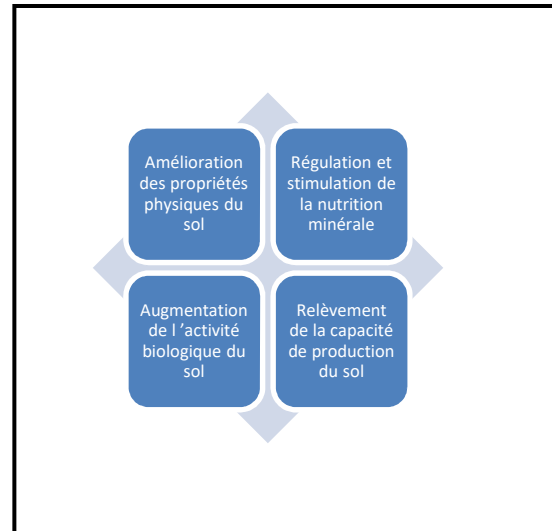 Amélioration
des propriétés
physiques du
sol
Régulation et
stimulation de
la nutrition
minérale
Augmentation
de l ’activité
biologique du
sol
Relèvement
de la capacité
de production
du sol